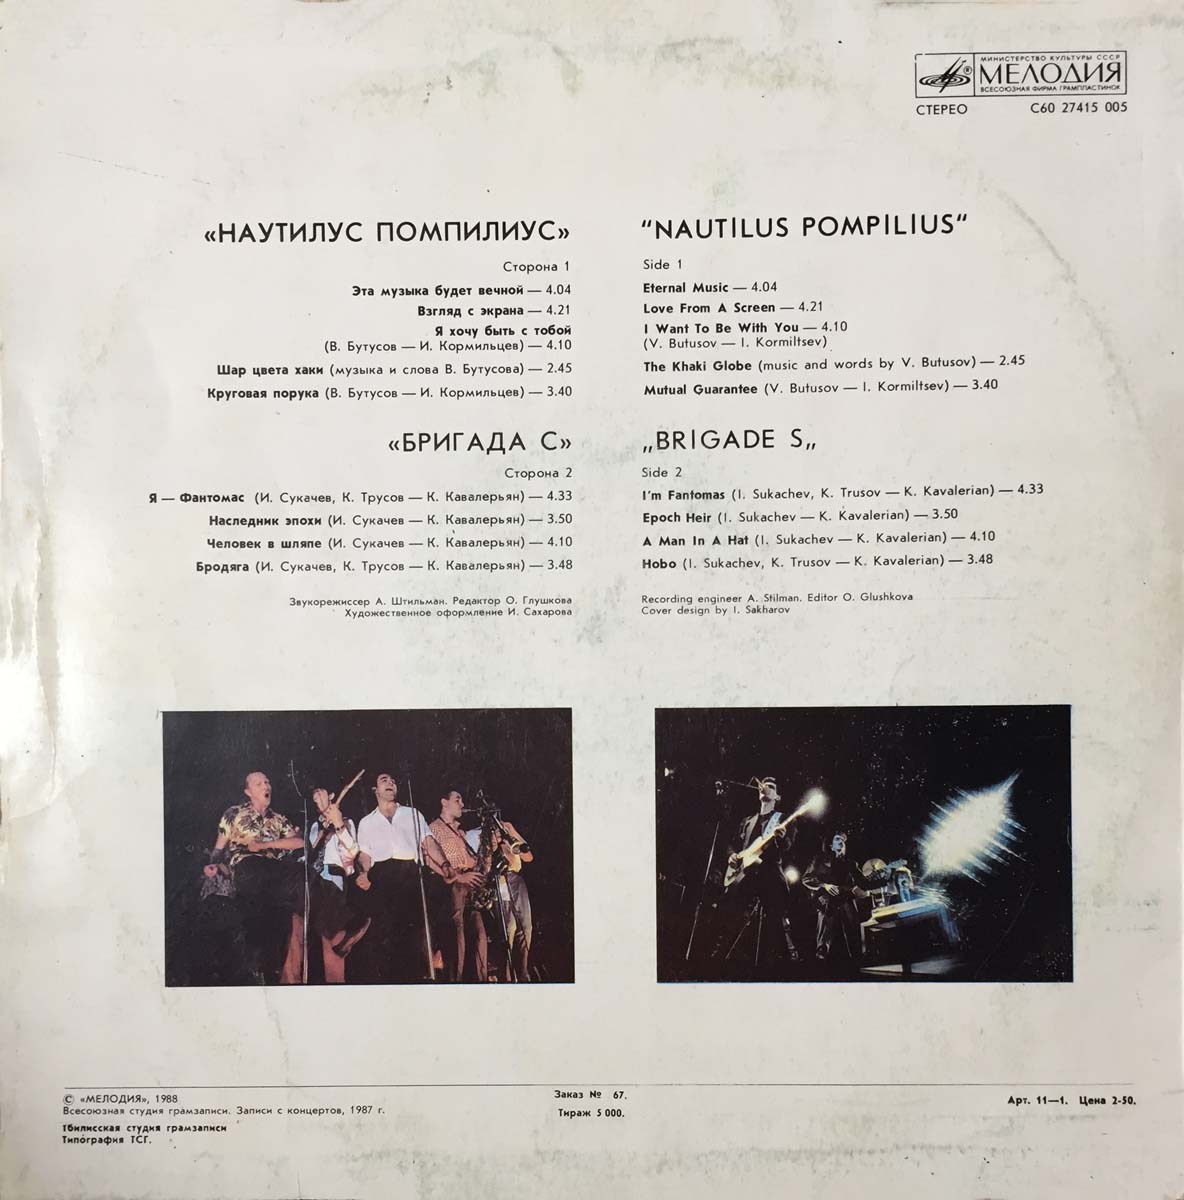 МИНИСТЕРСТВО КУЛЬТУРЫ СССР
МЕЛОДИЯ
ВСЕСОЮЗНАЯ ФИРМА ГРАМПЛАСТИНОК
СТЕРЕО С60 27415 005
«НАУТИЛУС ПОМПИЛИУС»
Сторона 1
Эта музыка будет вечной — 4.04
Взгляд с экрана — 4.21
Я хочу быть с тобой
(В. Бутусов — И. Кормильцев) — 4.10
Шар цвета хаки (музыка и слова В. Бутусова) — 2.45
Круговая порука (В. Бутусов — И. Кормильцев) — 3.40
«БРИГАДА С»
Сторона 2
Я — Фантомас (И. Сукачев, К. Трусов — К. Кавалерьян) — 4.33
Наследник эпохи (И. Сукачев — К. Кавалерьян) — 3.50
Человек в шляпе (И. Сукачев — К. Кавалерьян) — 4.10
Бродяга (И. Сукачев, К. Трусов — К. Кавалерьян) — 3.48
Звукорежиссер А. Штильман. Редактор О. Глушкова
Художественное оформление И. Сахарова
“NAUTILUS POMPILIUS“
Side 1
Eternal Music — 4.04
Love From A Screen — 4.21
I Want To Be With You — 4.10
(V. Butusov — I. Kormiltsev)
The Khaki Globe (music and words by V. Butusov) — 2.45
Mutual Guarantee (V. Butusov — I. Kormiltsev) — 3.40
„BRIGADE S„
Side 2
I'm Fantomas (I. Sukachev, K. Trusov — K. Kavalerian) — 4.33
Epoch Heir (I. Sukachev — K. Kavalerian) — 3.50
A Man In A Hat (I. Sukachev — K. Kavalerian) — 4.10
Hobo (I. Sukachev, K. Trusov — K. Kavalerian) — 3.48
Recording engineer A. Stilman. Editor O. Glushkova
Cover design by I. Sakharov
© «МЕЛОДИЯ», 1988
Всесоюзная студия грамзаписи. Записи с концертов, 1987 г.
Тбилисская студия грамзаписи
Типография ТСГ.
Заказ № 67.
Тираж 5 000.
Арт. 11—1. Цена 2-50.